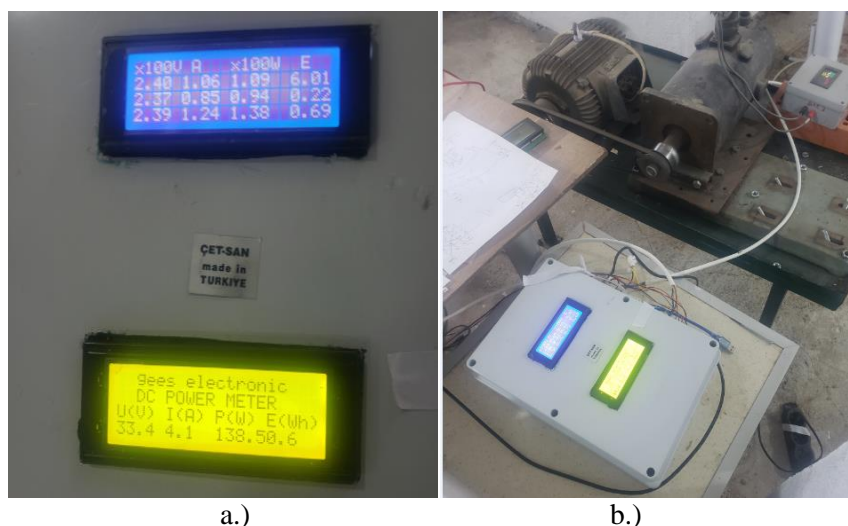 x100V A x100W E
2.40 1.06 1.09 6.01
2.37 0.85 0.94 0.22
2.39 1.24 1.38 0.69
ÇET-SAN
made in
TURKIYE
gees electronic
DC POWER METER
U(V) I(A) P(W) E(Wh)
33.4 4.1 138.50.6
a.)
b.)